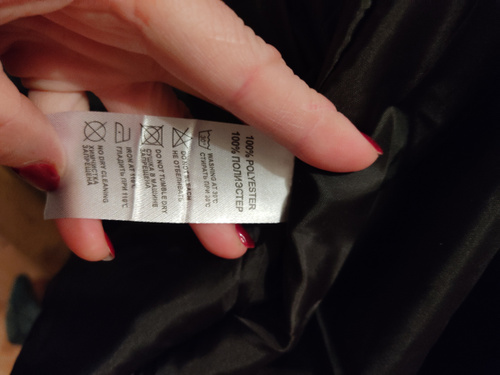 100% POLYESTER
100% ПОЛИЭСТЕР
WASHING AT 30°C
СТИРАТЬ ПРИ 30°C
DO NOT BLEACH
НЕ ОТБЕЛИВАТЬ
DO NOT TUMBLE DRY
СУШКА В МАШИНЕ
ЗАПРЕЩЕНА
IRON AT 110°C
ГЛАДИТЬ ПРИ 110°C
NO DRY CLEANING
ХИМЧИСТКА
ЗАПРЕЩЕНА